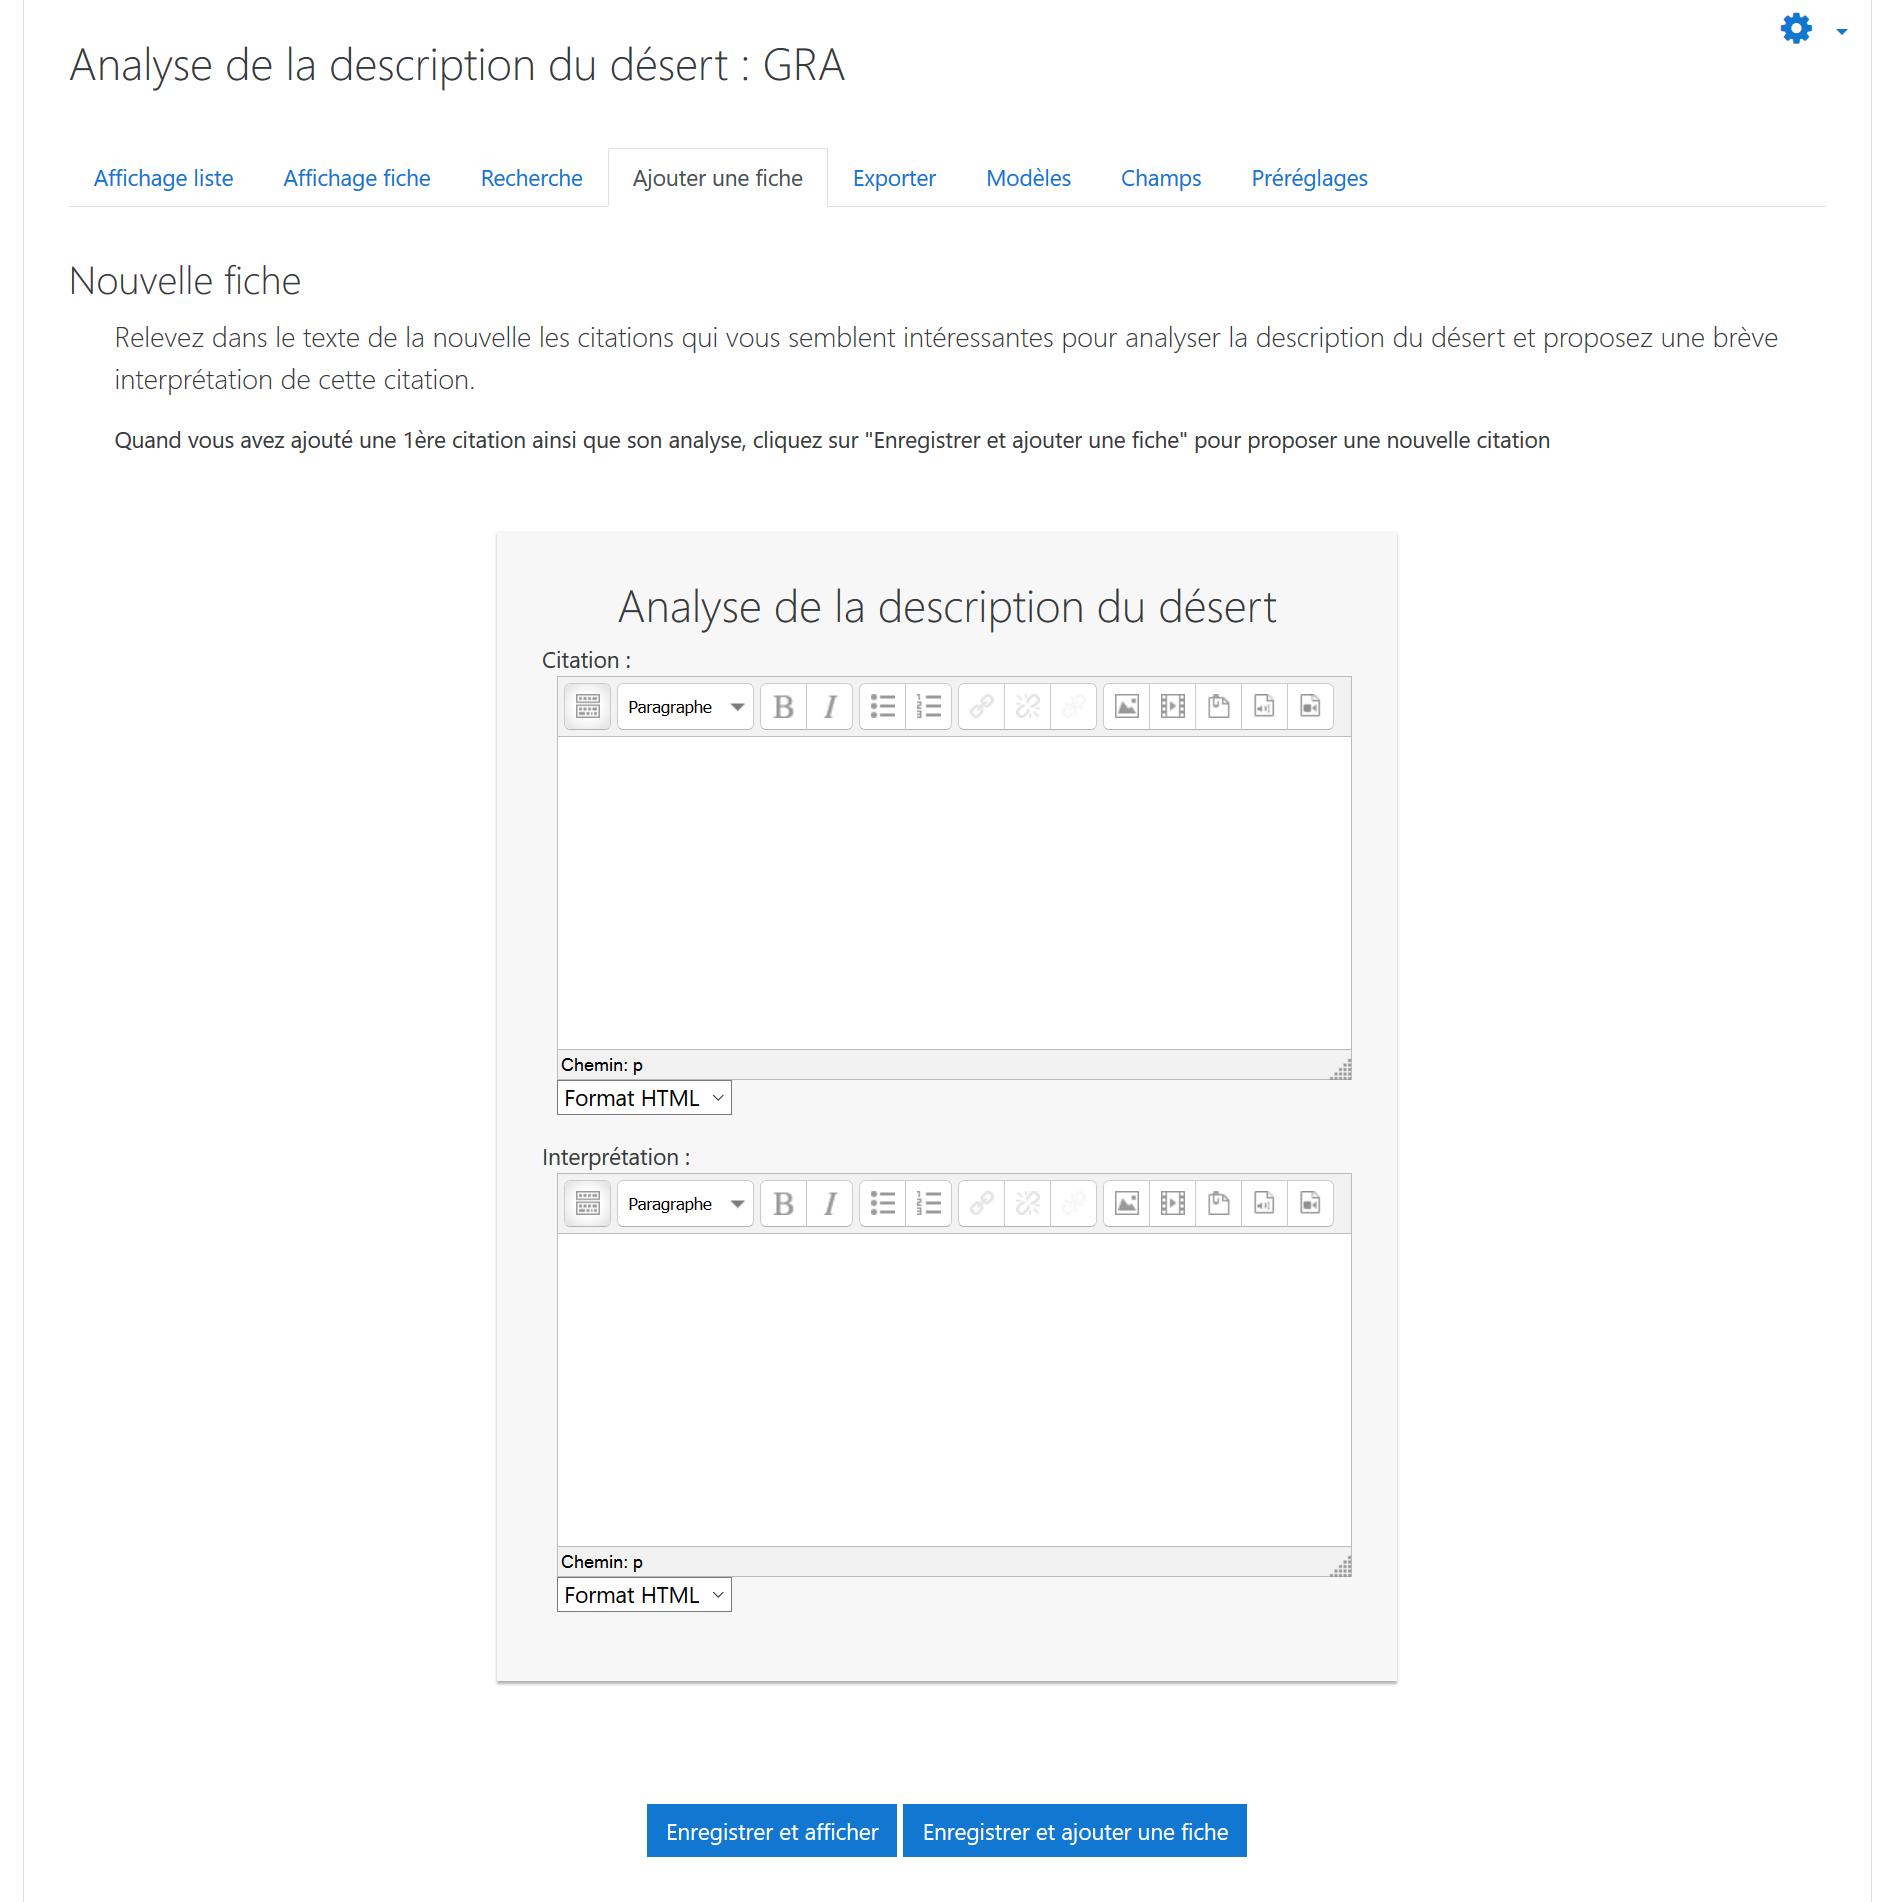 Analyse de la description du désert : GRA
Affichage liste Affichage fiche Recherche Ajouter une fiche Exporter Modèles Champs Préréglages
Nouvelle fiche
Relevez dans le texte de la nouvelle les citations qui vous semblent intéressantes pour analyser la description du désert et proposez une brève
interprétation de cette citation.
Quand vous avez ajouté une 1ère citation ainsi que son analyse, cliquez sur "Enregistrer et ajouter une fiche" pour proposer une nouvelle citation
Analyse de la description du désert
Citation :
Paragraphe B I
Chemin: p
Format HTML
Interprétation :
Paragraphe B I
Chemin: p
Format HTML
Enregistrer et afficher Enregistrer et ajouter une fiche